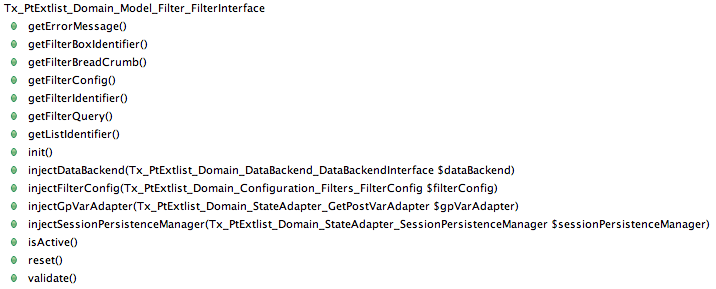 Tx_PtExtlist_Domain_Model_Filter_FilterInterface
getErrorMessage()
getFilterBoxIdentifier()
getFilterBreadCrumb()
getFilterConfig()
getFilterIdentifier()
getFilterQuery()
getListIdentifier()
init()
injectDataBackend(Tx_PtExtlist_Domain_DataBackend_DataBackendInterface $dataBackend)
injectFilterConfig(Tx_PtExtlist_Domain_Configuration_Filters_FilterConfig $filterConfig)
injectGpVarAdapter(Tx_PtExtlist_Domain_StateAdapter_GetPostVarAdapter $gpVarAdapter)
injectSessionPersistenceManager(Tx_PtExtlist_Domain_StateAdapter_SessionPersistenceManager $sessionPersistenceManager)
isActive()
reset()
validate()